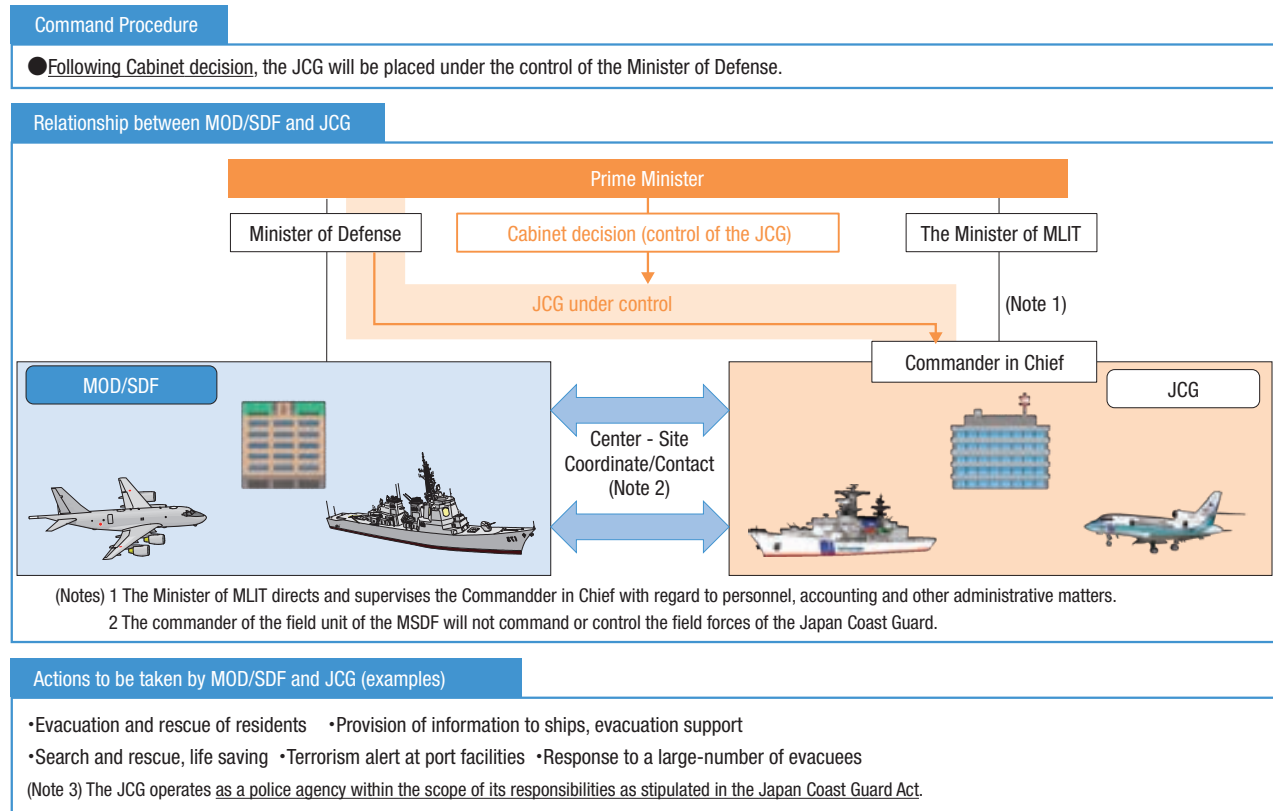 Command Procedure
●Following Cabinet decision, the JCG will be placed under the control of the Minister of Defense.
Relationship between MOD/SDF and JCG
Prime Minister
Minister of Defense
Cabinet decision (control of the JCG)
The Minister of MLIT
JCG under control
(Note 1)
Commander in Chief
MOD/SDF
JCG
Center - Site
Coordinate/Contact
(Note 2)
(Notes) 1 The Minister of MLIT directs and supervises the Commandder in Chief with regard to personnel, accounting and other administrative matters.
2 The commander of the field unit of the MSDF will not command or control the field forces of the Japan Coast Guard.
Actions to be taken by MOD/SDF and JCG (examples)
・Evacuation and rescue of residents ・Provision of information to ships, evacuation support
・Search and rescue, life saving ・Terrorism alert at port facilities ・Response to a large-number of evacuees
(Note 3) The JCG operates as a police agency within the scope of its responsibilities as stipulated in the Japan Coast Guard Act.